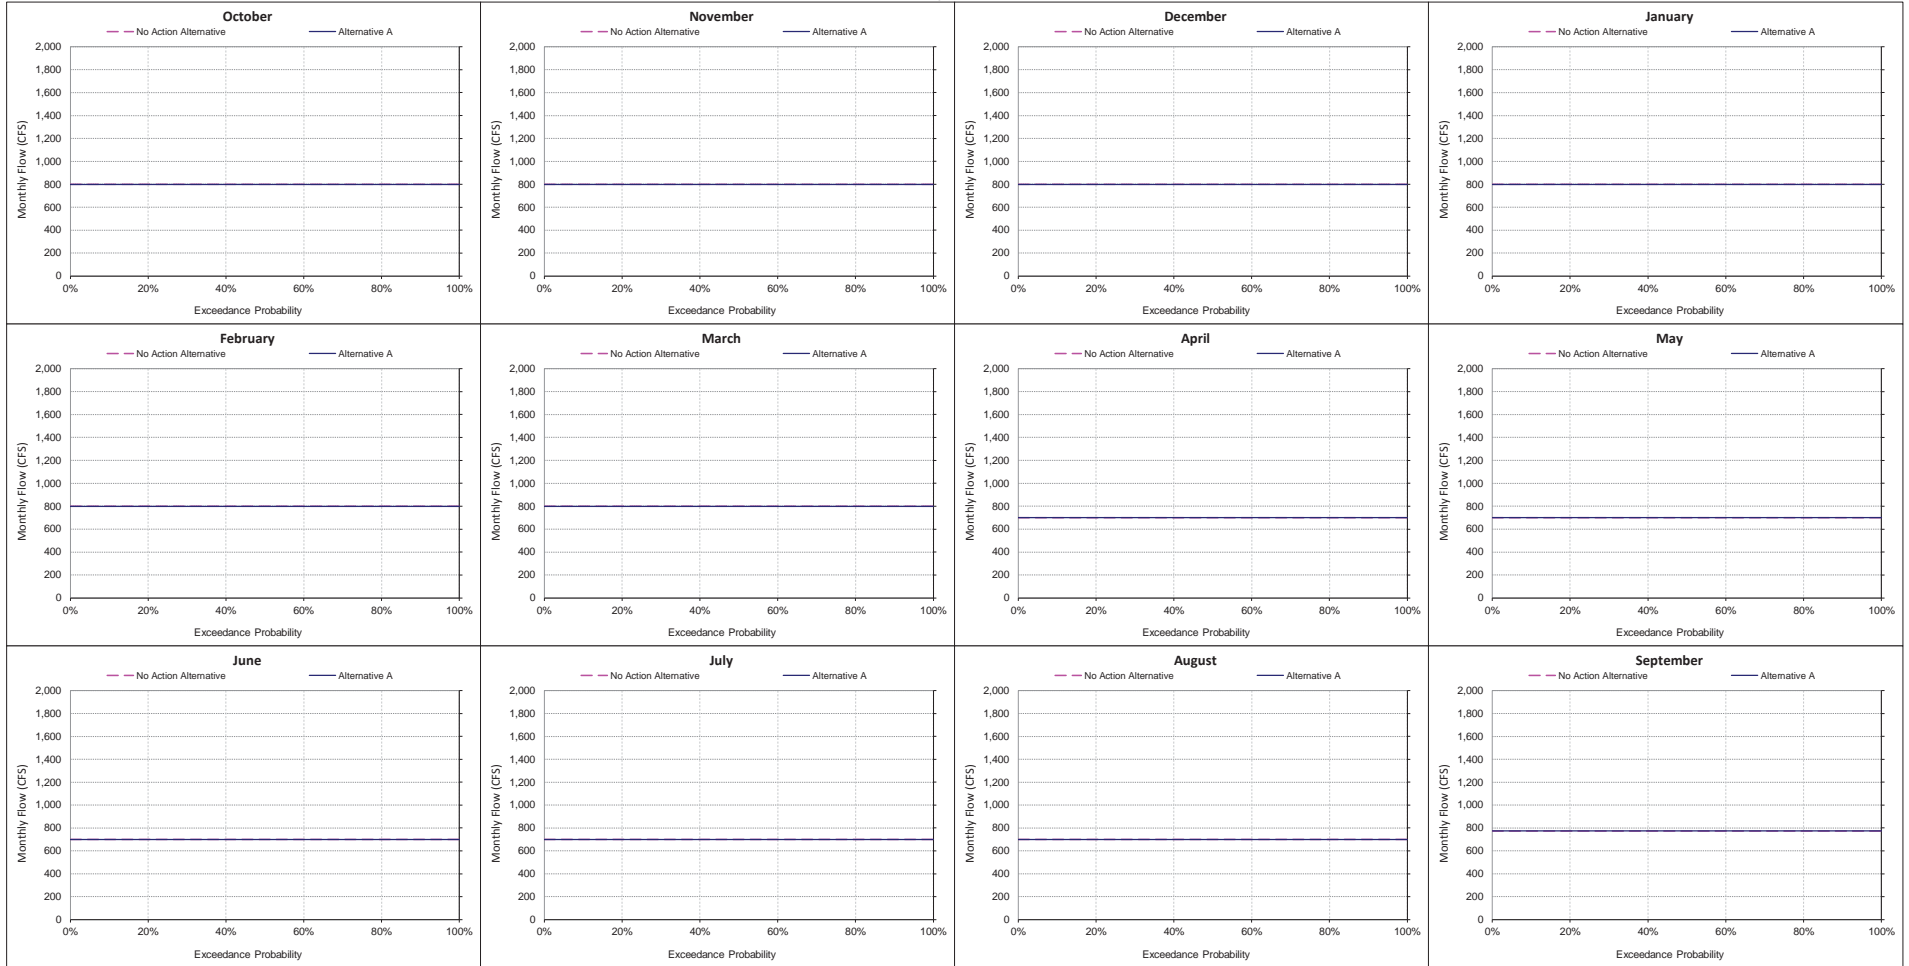 October
No Action Alternative Alternative A
2,000
1,800
1,600
1,400
1,200
1,000
800
600
400
200
0
0% 20% 40% 60% 80% 100%
Monthly Flow (CFS)
Exceedance Probability
November
No Action Alternative Alternative A
2,000
1,800
1,600
1,400
1,200
1,000
800
600
400
200
0
0% 20% 40% 60% 80% 100%
Monthly Flow (CFS)
Exceedance Probability
December
No Action Alternative Alternative A
2,000
1,800
1,600
1,400
1,200
1,000
800
600
400
200
0
0% 20% 40% 60% 80% 100%
Monthly Flow (CFS)
Exceedance Probability
January
No Action Alternative Alternative A
2,000
1,800
1,600
1,400
1,200
1,000
800
600
400
200
0
0% 20% 40% 60% 80% 100%
Monthly Flow (CFS)
Exceedance Probability
February
No Action Alternative Alternative A
2,000
1,800
1,600
1,400
1,200
1,000
800
600
400
200
0
0% 20% 40% 60% 80% 100%
Monthly Flow (CFS)
Exceedance Probability
March
No Action Alternative Alternative A
2,000
1,800
1,600
1,400
1,200
1,000
800
600
400
200
0
0% 20% 40% 60% 80% 100%
Monthly Flow (CFS)
Exceedance Probability
April
No Action Alternative Alternative A
2,000
1,800
1,600
1,400
1,200
1,000
800
600
400
200
0
0% 20% 40% 60% 80% 100%
Monthly Flow (CFS)
Exceedance Probability
May
No Action Alternative Alternative A
2,000
1,800
1,600
1,400
1,200
1,000
800
600
400
200
0
0% 20% 40% 60% 80% 100%
Monthly Flow (CFS)
Exceedance Probability
June
No Action Alternative Alternative A
2,000
1,800
1,600
1,400
1,200
1,000
800
600
400
200
0
0% 20% 40% 60% 80% 100%
Monthly Flow (CFS)
Exceedance Probability
July
No Action Alternative Alternative A
2,000
1,800
1,600
1,400
1,200
1,000
800
600
400
200
0
0% 20% 40% 60% 80% 100%
Monthly Flow (CFS)
Exceedance Probability
August
No Action Alternative Alternative A
2,000
1,800
1,600
1,400
1,200
1,000
800
600
400
200
0
0% 20% 40% 60% 80% 100%
Monthly Flow (CFS)
Exceedance Probability
September
No Action Alternative Alternative A
2,000
1,800
1,600
1,400
1,200
1,000
800
600
400
200
0
0% 20% 40% 60% 80% 100%
Monthly Flow (CFS)
Exceedance Probability